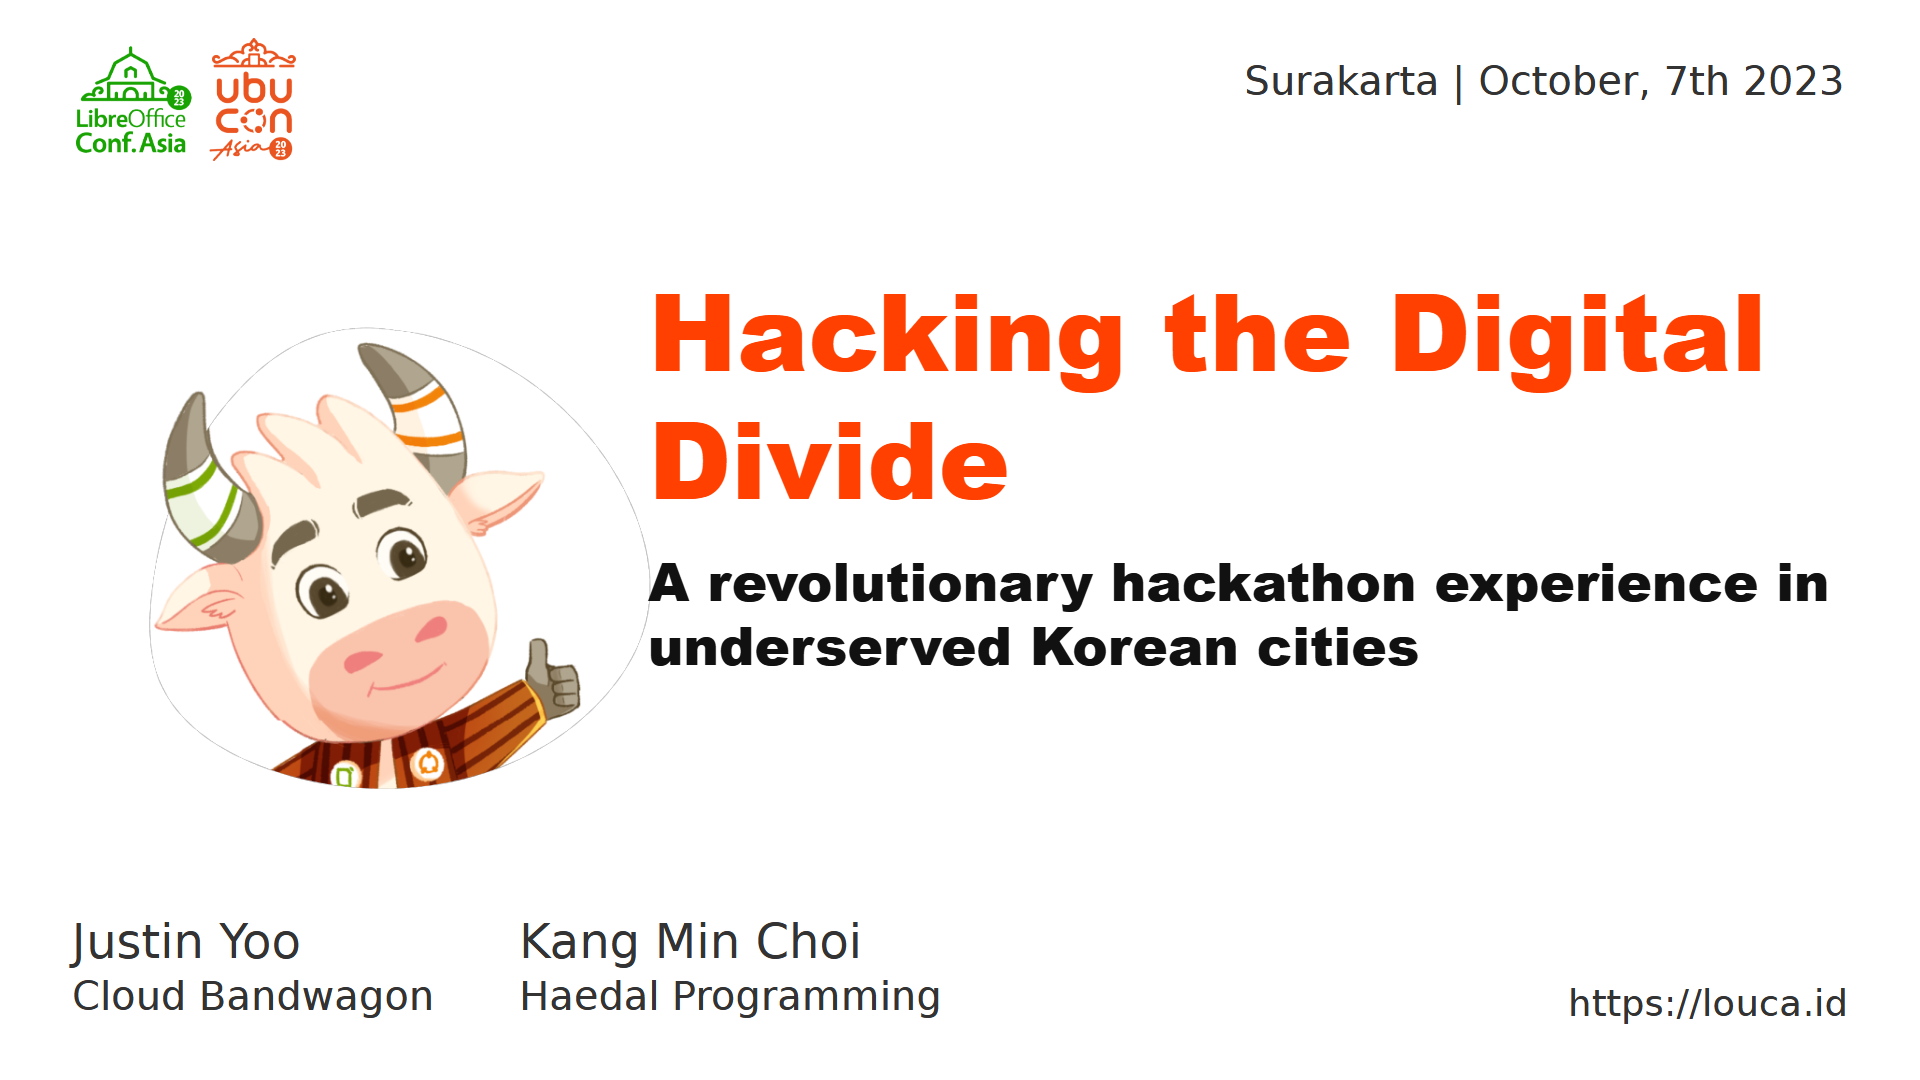 2023
LibreOffice
Conf.Asia
ubu
con
Asia 2023
Surakarta | October, 7th 2023
Hacking the Digital
Divide
A revolutionary hackathon experience in
underserved Korean cities
Justin Yoo
Cloud Bandwagon
Kang Min Choi
Haedal Programming
https://louca.id